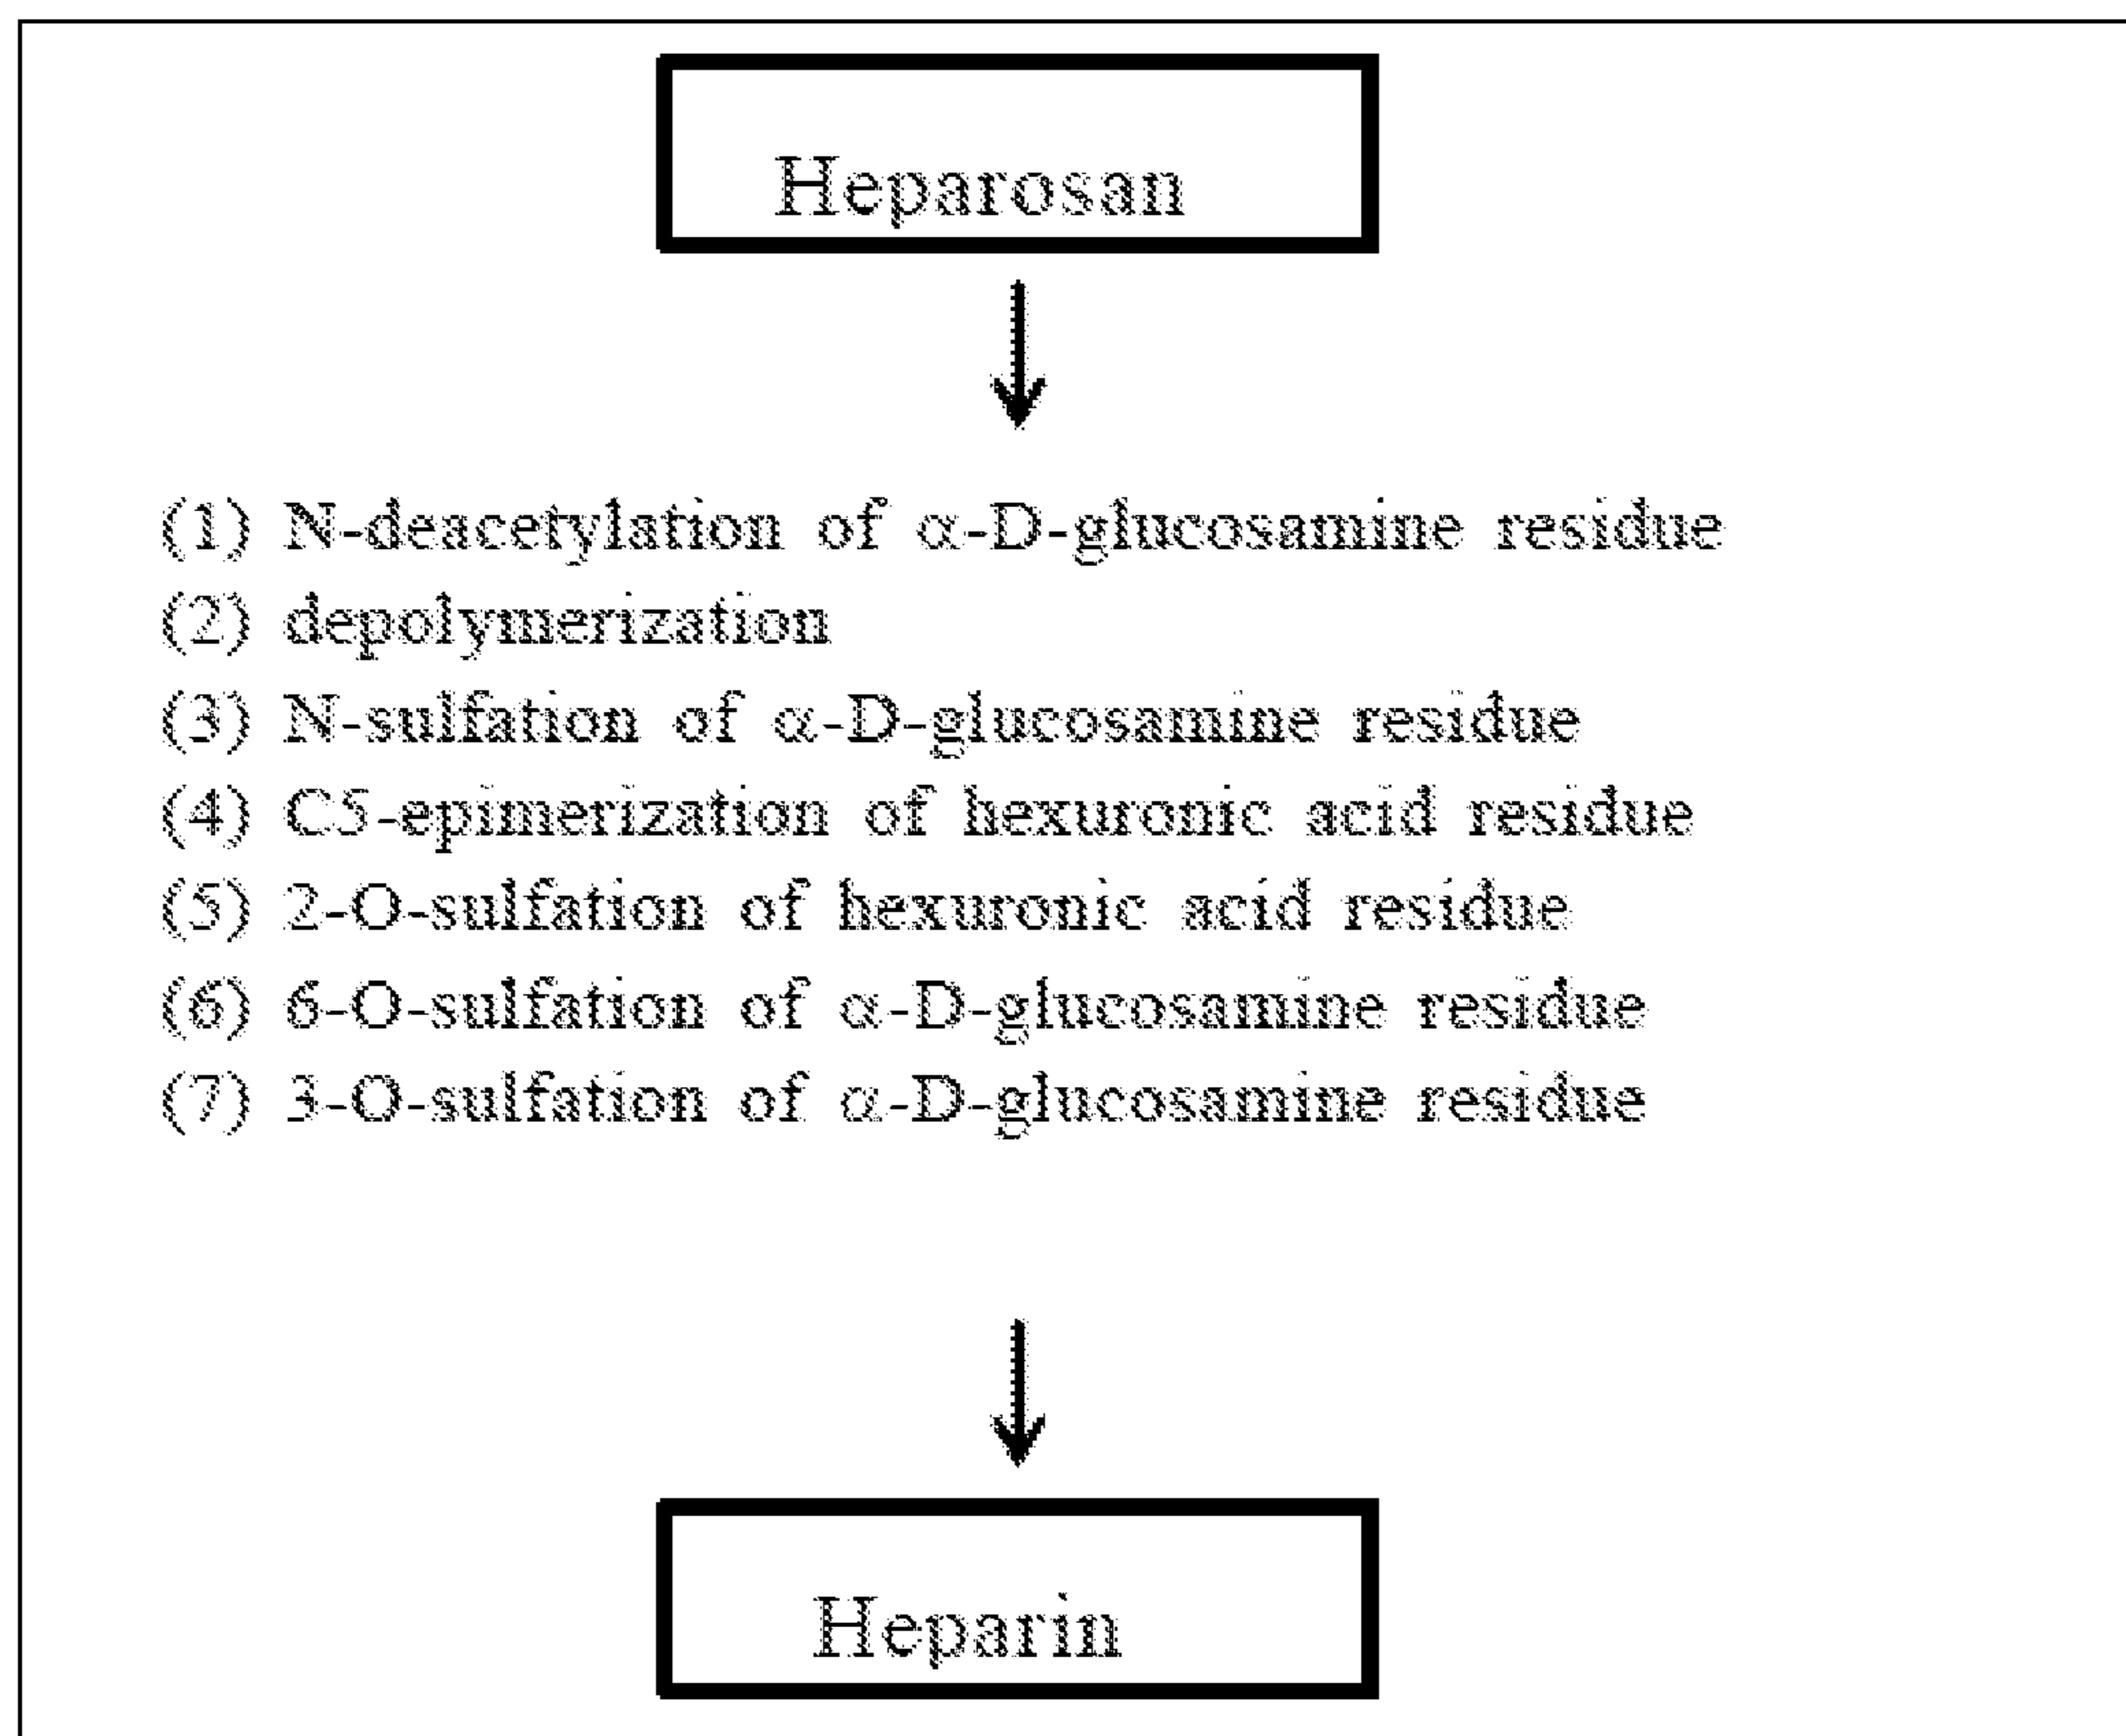 Heparosan
(1) N-deacetylation of α-D-glucosamine residue
(2) depolymerization
(3) N-sulfation of α-D-glucosamine residue
(4) C5-epimerization of hexuronic acid residue
(5) 2-O-sulfation of hexuronic acid residue
(6) 6-O-sulfation of α-D-glucosamine residue
(7) 3-O-sulfation of α-D-glucosamine residue
Heparin